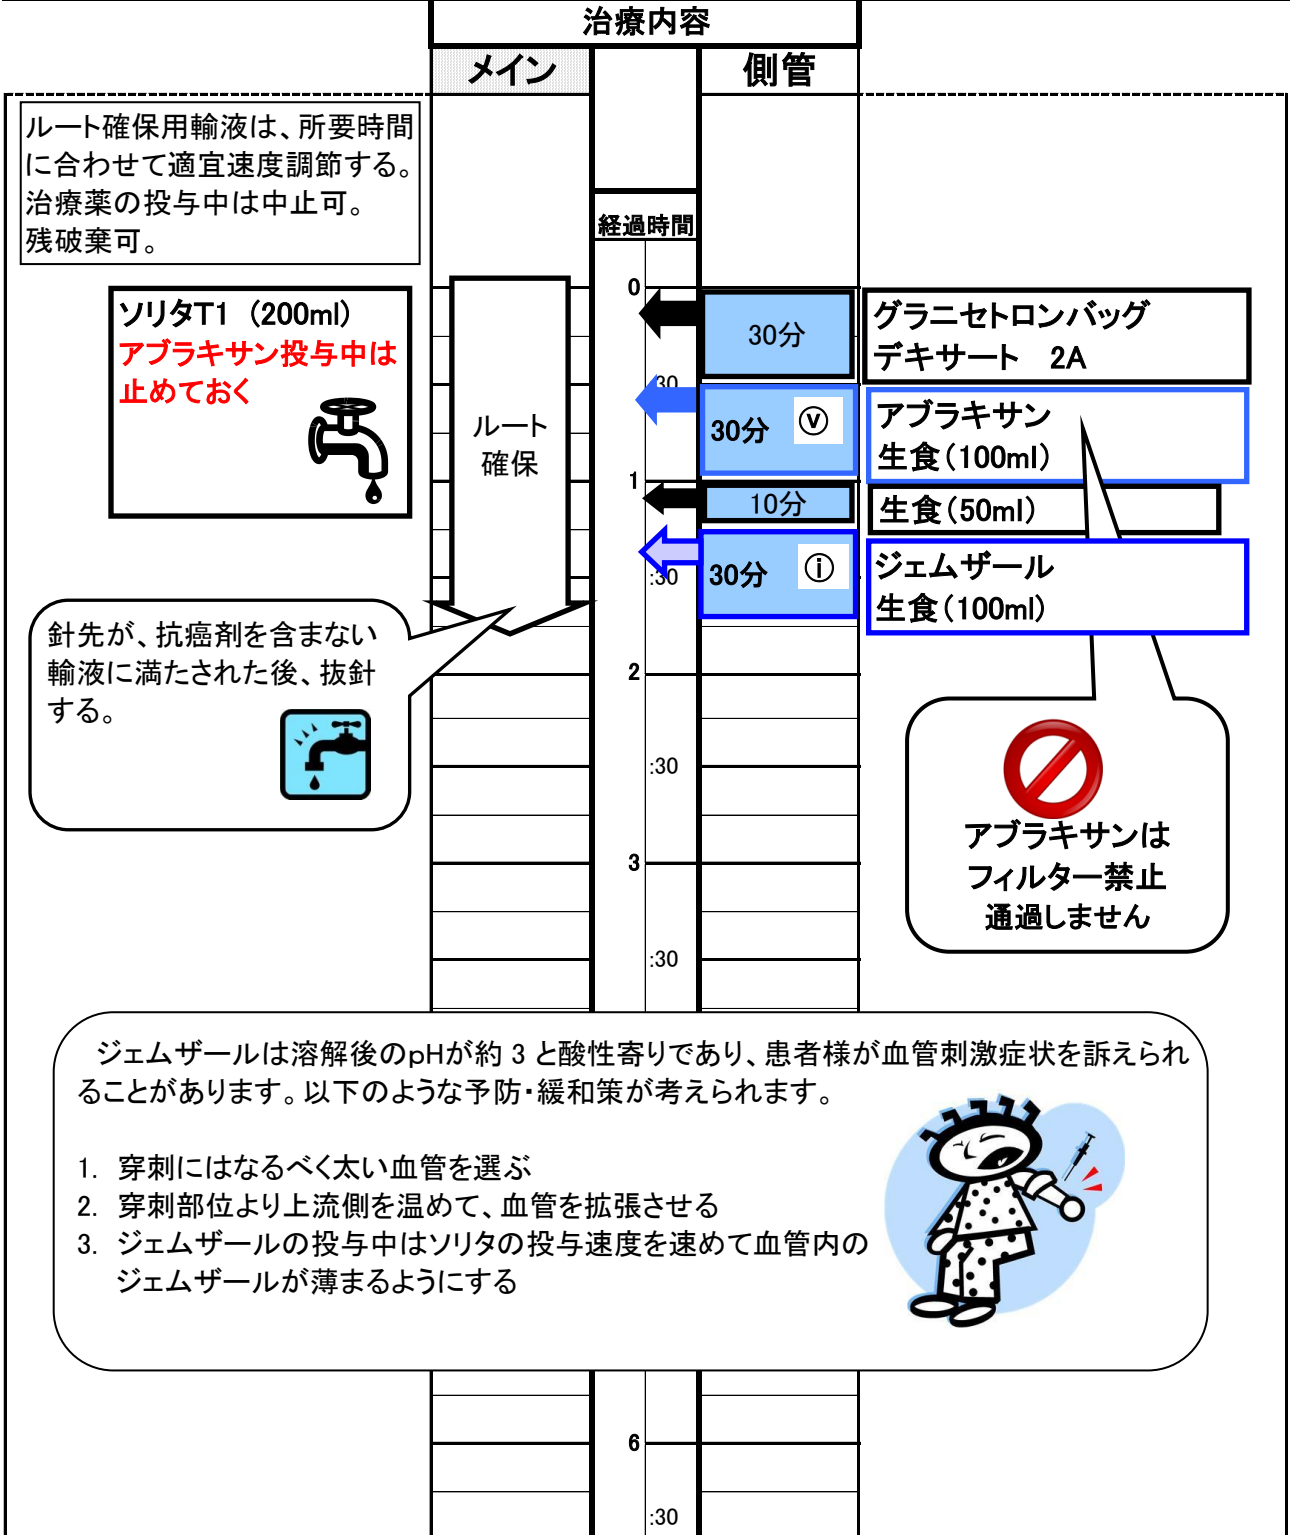 治療内容
メイン
側管
ルート確保用輸液は、所要時間
に合わせて適宜速度調節する。
治療薬の投与中は中止可。
残破棄可。
経過時間
0
ソリタT1 （200ml）
アブラキサン投与中は
止めておく
30分
グラニセトロンバッグ
デキサート 2A
:30
ルート
確保
30分 ⓥ
アブラキサン
生食（100ml）
1
10分
生食（50ml）
:30
30分 ⓘ
ジェムザール
生食（100ml）
針先が、抗癌剤を含まない
輸液に満たされた後、抜針
する。
2
:30
アブラキサンは
フィルター禁止
通過しません
3
:30
ジェムザールは溶解後のpHが約 3 と酸性寄りであり、患者様が血管刺激症状を訴えられ
ることがあります。以下のような予防・緩和策が考えられます。
1. 穿刺にはなるべく太い血管を選ぶ
2. 穿刺部位より上流側を温めて、血管を拡張させる
3. ジェムザールの投与中はソリタの投与速度を速めて血管内の
ジェムザールが薄まるようにする
6
:30